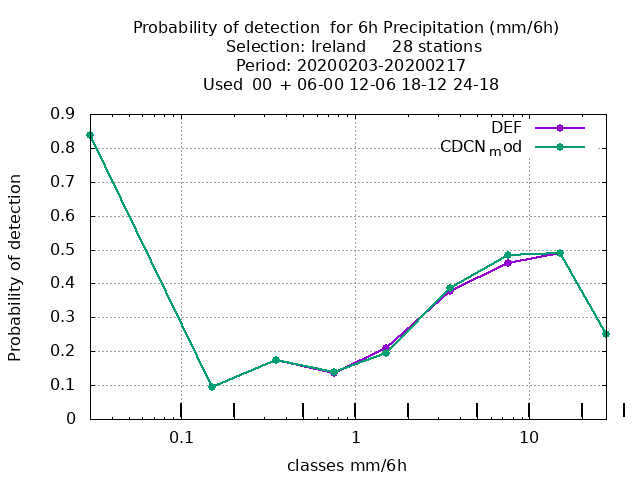 Probability of detection  for 6h Precipitation (mm/6h)
Selection: Ireland     28 stations
Period: 20200203-20200217
Used  00  + 06-00 12-06 18-12 24-18
DEF
CDCNmod
0.9
0.8
0.7
0.6
0.5
0.4
0.3
0.2
0.1
0
Probability of detection
0.1 1 10
classes mm/6h